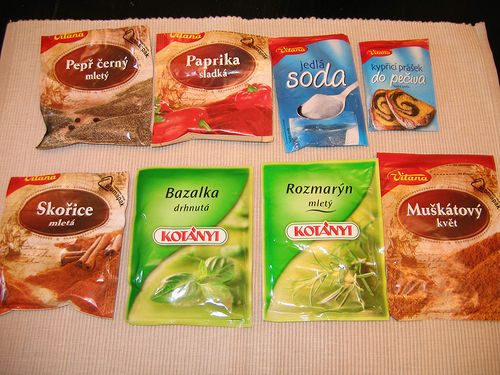 Vitana
Pepř černý
mletý
Vitana
Paprika
sladká
Vitana
jedlá
soda
Vitana
kypřicí prášek
do pečiva
Vitana
Skořice
mletá
Bazalka
drhnutá
KOTÁNYI
Rozmarýn
mletý
KOTÁNYI
Vitana
Muškátový
květ